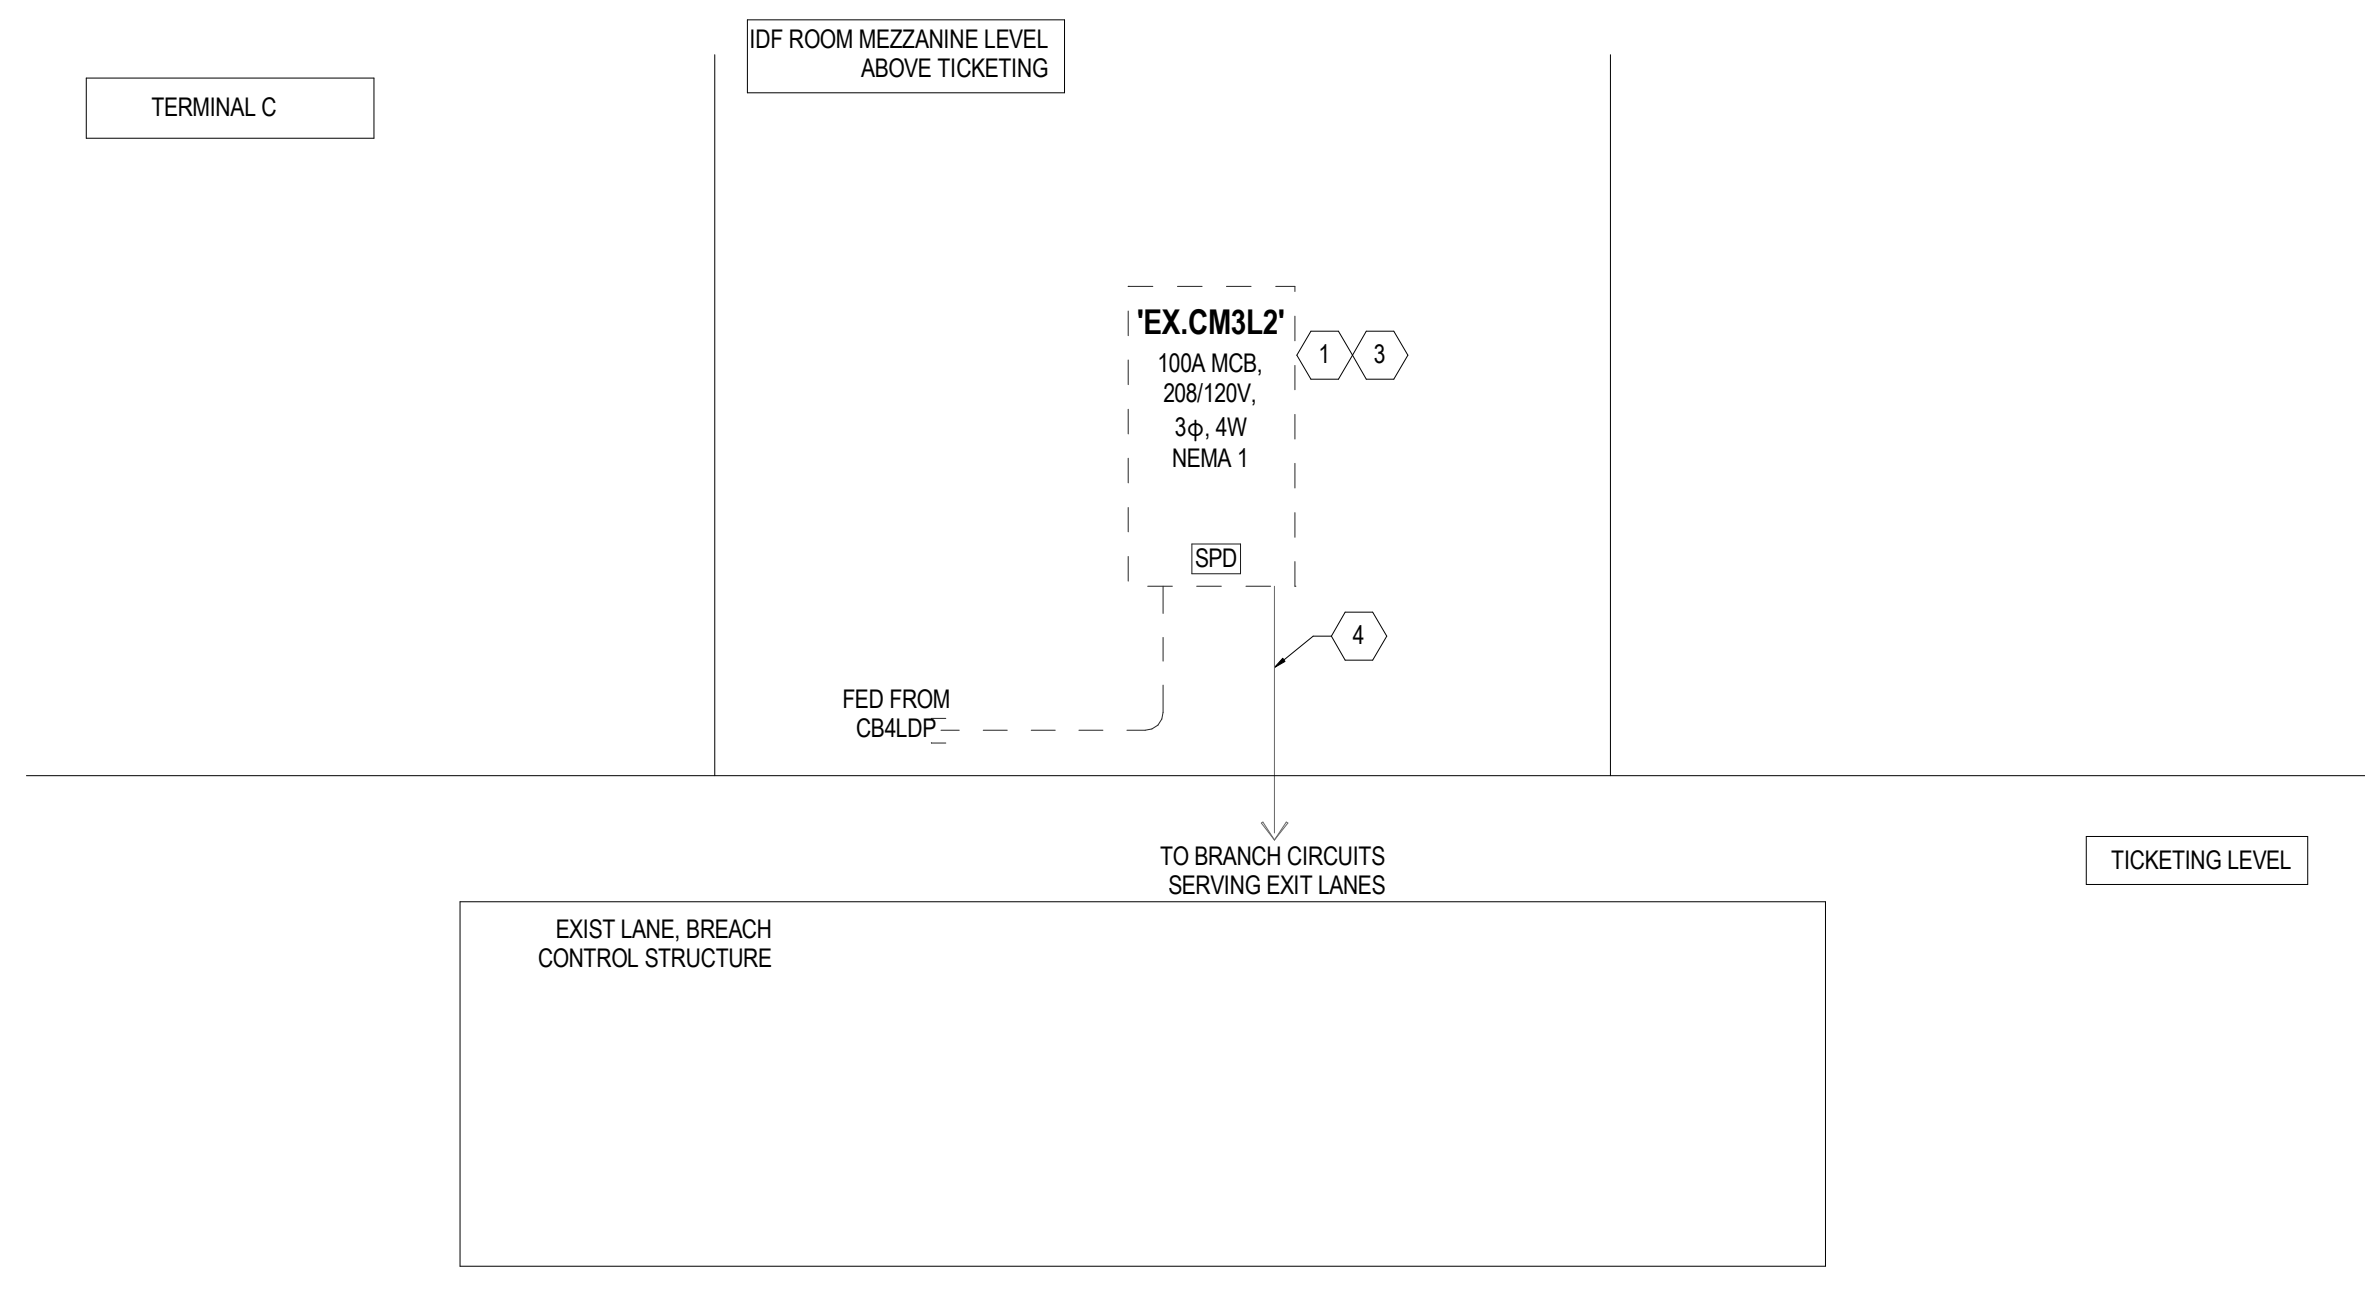 IDF ROOM MEZZANINE LEVEL
ABOVE TICKETING
TERMINAL C
'EX.CM3L2'
100A MCB,
208/120V,
3ϕ, 4W
NEMA 1
1
3
SPD
4
FED FROM
CB4LDP
TO BRANCH CIRCUITS
SERVING EXIT LANES
TICKETING LEVEL
EXIST LANE, BREACH
CONTROL STRUCTURE